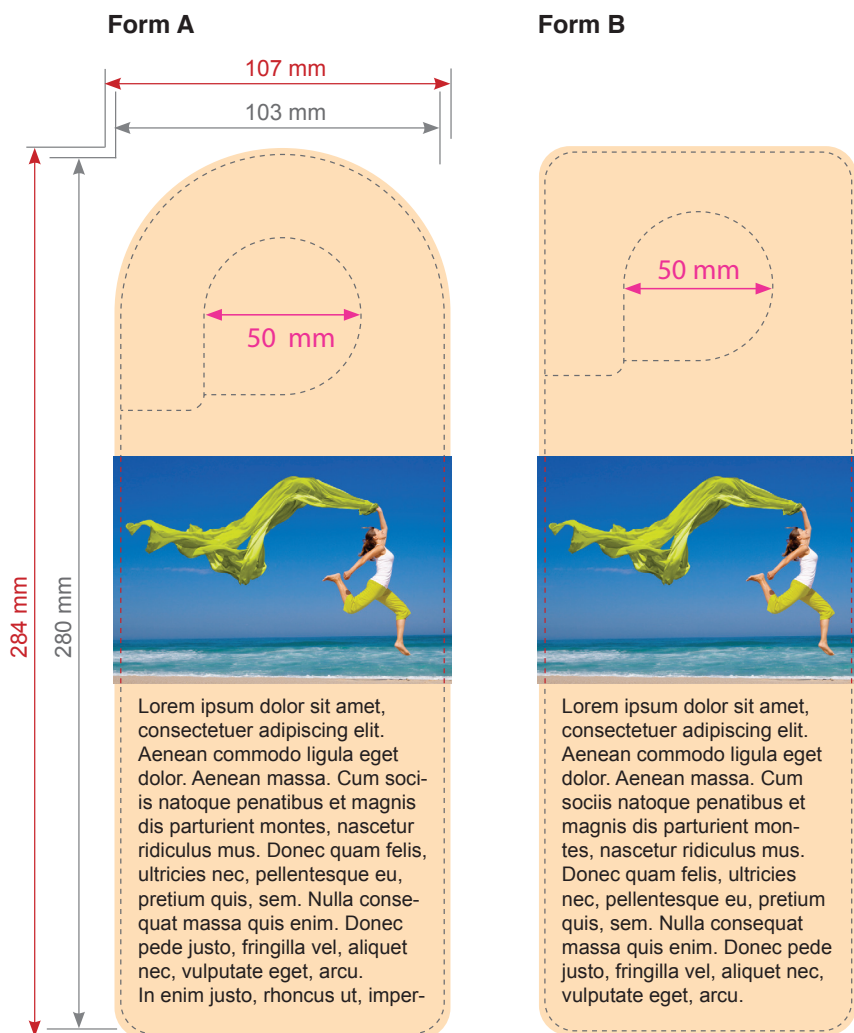 Form A
107 mm
103 mm
284 mm
280 mm
50 mm
Lorem ipsum dolor sit amet,
consectetuer adipiscing elit.
Aenean commodo ligula eget
dolor. Aenean massa. Cum soci-
is natoque penatibus et magnis
dis parturient montes, nascetur
ridiculus mus. Donec quam felis,
ultricies nec, pellentesque eu,
pretium quis, sem. Nulla conse-
quat massa quis enim. Donec
pede justo, fringilla vel, aliquet
nec, vulputate eget, arcu.
In enim justo, rhoncus ut, imper-
Form B
50 mm
Lorem ipsum dolor sit amet,
consectetuer adipiscing elit.
Aenean commodo ligula eget
dolor. Aenean massa. Cum
sociis natoque penatibus et
magnis dis parturient mon-
tes, nascetur ridiculus mus.
Donec quam felis, ultricies
nec, pellentesque eu, pretium
quis, sem. Nulla consequat
massa quis enim. Donec pede
justo, fringilla vel, aliquet nec,
vulputate eget, arcu.